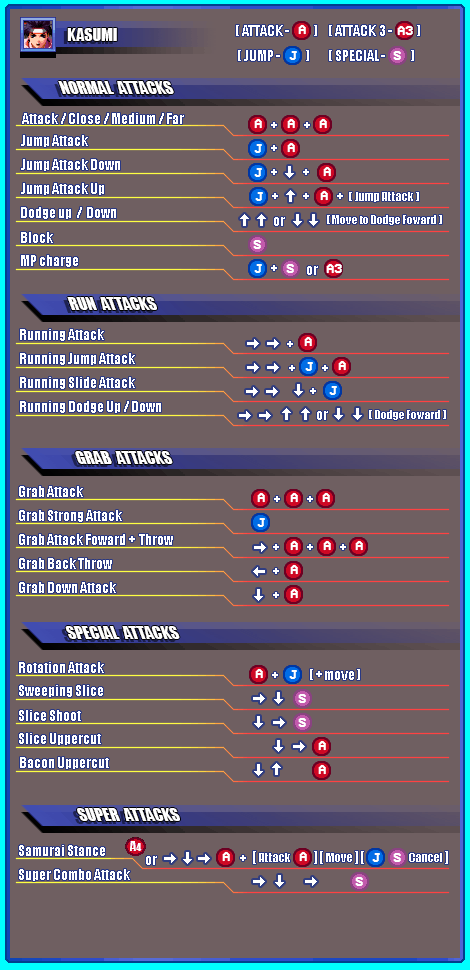 KASUMI
[ ATTACK - A ] [ ATTACK 3 - A3 ]
[ JUMP - J ] [ SPECIAL - S ]
NORMAL ATTACKS
Attack / Close / Medium / Far A + A + A
Jump Attack J + A
Jump Attack Down J + ↓ + A
Jump Attack Up J + ↑ + A + [ Jump Attack ]
Dodge up / Down ↑ ↑ or ↓ ↓ [ Move to Dodge Foward ]
Block S
MP charge J + S or A3
RUN ATTACKS
Running Attack → → + A
Running Jump Attack → → + J + A
Running Slide Attack → → ↓ + J
Running Dodge Up / Down → → ↑ ↑ or ↓ ↓ [ Dodge Foward ]
GRAB ATTACKS
Grab Attack A + A + A
Grab Strong Attack J
Grab Attack Foward + Throw → + A + A + A
Grab Back Throw ← + A
Grab Down Attack ↓ + A
SPECIAL ATTACKS
Rotation Attack A + J [ + move ]
Sweeping Slice → ↓ S
Slice Shoot ↓ → S
Slice Uppercut ↓ → A
Bacon Uppercut ↓ ↑ A
SUPER ATTACKS
Samurai Stance A4 or → ↓ → A + [ Attack A ] [ Move ] [ J S Cancel ]
Super Combo Attack → ↓ → S